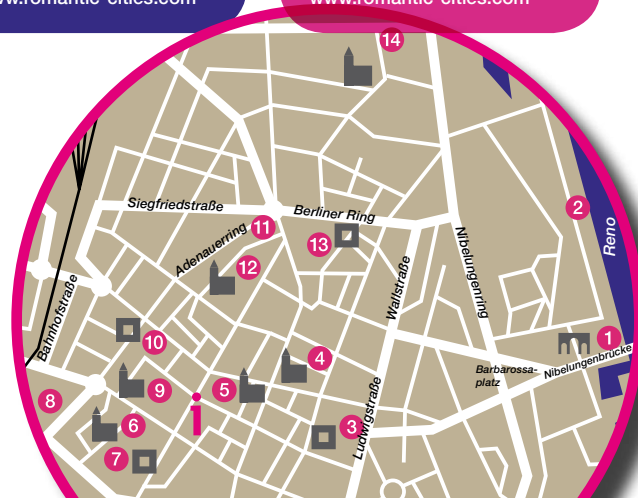 www.romantic-cities.com
www.romantic-cities.com
14
2
Siegfriedstraße
Berliner Ring
11
13
Reno
Adenauerring
12
Wallstraße
Nibelungenring
Bahnhofstraße
10
1
4
Nibelungenbrücke
Barbarossa-
platz
9
5
8
i
6
3
Ludwigstraße
7